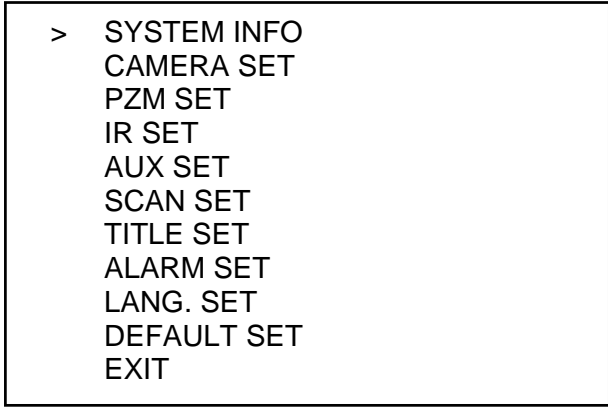 > SYSTEM INFO
CAMERA SET
PZM SET
IR SET
AUX SET
SCAN SET
TITLE SET
ALARM SET
LANG. SET
DEFAULT SET
EXIT